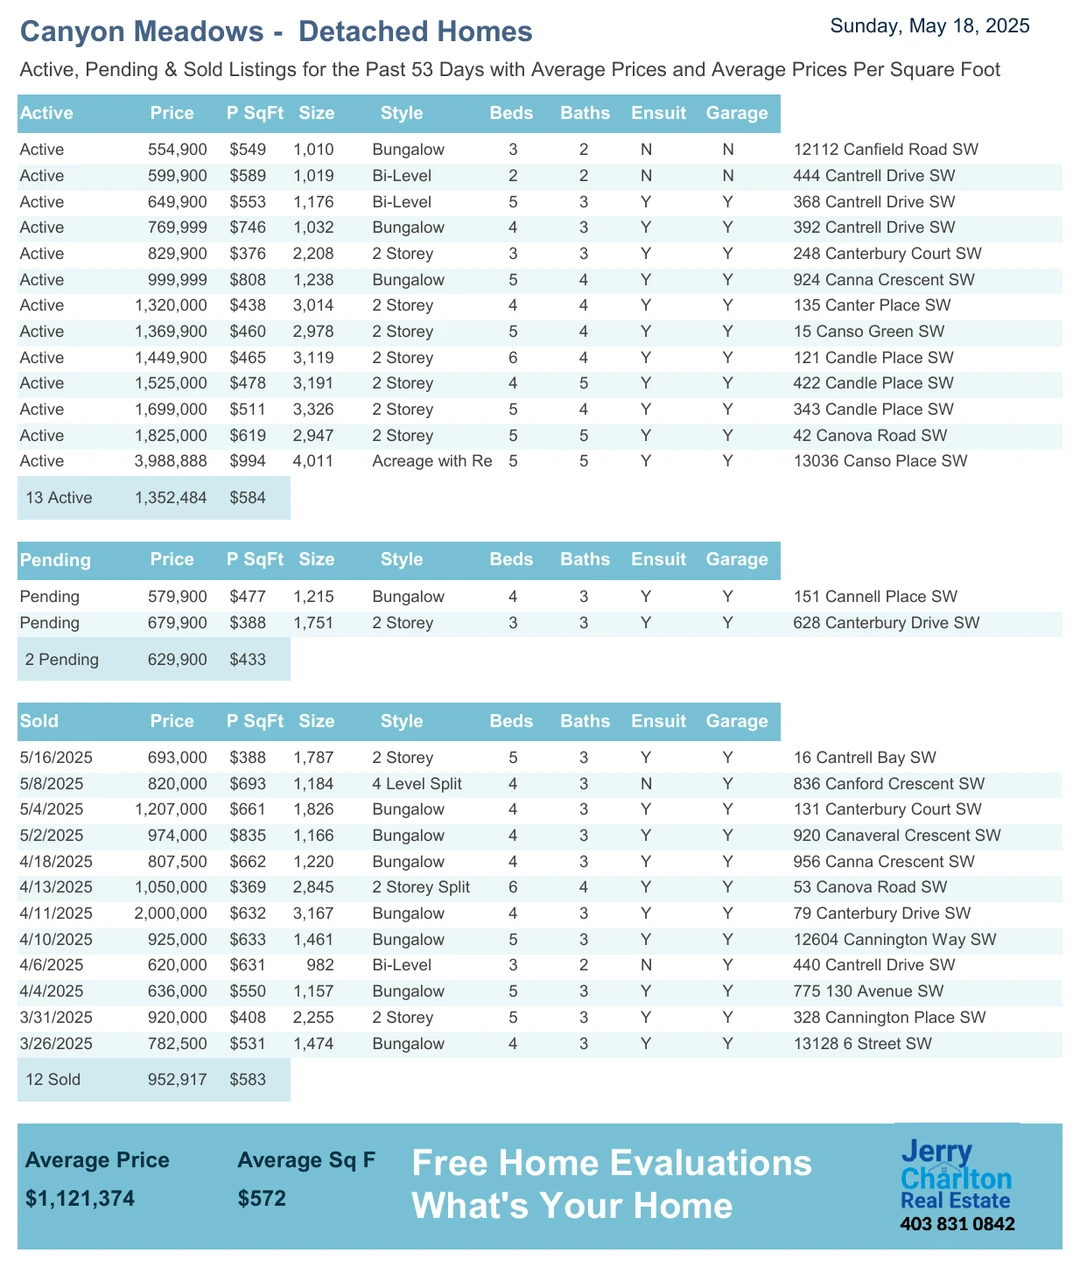 Canyon Meadows -  Detached Homes
Sunday, May 18, 2025
Active, Pending & Sold Listings for the Past 53 Days with Average Prices and Average Prices Per Square Foot
Active Price P SqFt Size Style Beds Baths Ensuit Garage
Active 554,900 $549 1,010 Bungalow 3 2 N N 12112 Canfield Road SW
Active 599,900 $589 1,019 Bi-Level 2 2 N N 444 Cantrell Drive SW
Active 649,900 $553 1,176 Bi-Level 5 3 Y Y 368 Cantrell Drive SW
Active 769,999 $746 1,032 Bungalow 4 3 Y Y 392 Cantrell Drive SW
Active 829,900 $376 2,208 2 Storey 3 3 Y Y 248 Canterbury Court SW
Active 999,999 $808 1,238 Bungalow 5 4 Y Y 924 Canna Crescent SW
Active 1,320,000 $438 3,014 2 Storey 4 4 Y Y 135 Canter Place SW
Active 1,369,900 $460 2,978 2 Storey 5 4 Y Y 15 Canso Green SW
Active 1,449,900 $465 3,119 2 Storey 6 4 Y Y 121 Candle Place SW
Active 1,525,000 $478 3,191 2 Storey 4 5 Y Y 422 Candle Place SW
Active 1,699,000 $511 3,326 2 Storey 5 4 Y Y 343 Candle Place SW
Active 1,825,000 $619 2,947 2 Storey 5 5 Y Y 42 Canova Road SW
Active 3,988,888 $994 4,011 Acreage with Re 5 5 Y Y 13036 Canso Place SW
13 Active 1,352,484 $584
Pending Price P SqFt Size Style Beds Baths Ensuit Garage
Pending 579,900 $477 1,215 Bungalow 4 3 Y Y 151 Cannell Place SW
Pending 679,900 $388 1,751 2 Storey 3 3 Y Y 628 Canterbury Drive SW
2 Pending 629,900 $433
Sold Price P SqFt Size Style Beds Baths Ensuit Garage
5/16/2025 693,000 $388 1,787 2 Storey 5 3 Y Y 16 Cantrell Bay SW
5/8/2025 820,000 $693 1,184 4 Level Split 4 3 N Y 836 Canford Crescent SW
5/4/2025 1,207,000 $661 1,826 Bungalow 4 3 Y Y 131 Canterbury Court SW
5/2/2025 974,000 $835 1,166 Bungalow 4 3 Y Y 920 Canaveral Crescent SW
4/18/2025 807,500 $662 1,220 Bungalow 4 3 Y Y 956 Canna Crescent SW
4/13/2025 1,050,000 $369 2,845 2 Storey Split 6 4 Y Y 53 Canova Road SW
4/11/2025 2,000,000 $632 3,167 Bungalow 4 3 Y Y 79 Canterbury Drive SW
4/10/2025 925,000 $633 1,461 Bungalow 5 3 Y Y 12604 Cannington Way SW
4/6/2025 620,000 $631 982 Bi-Level 3 2 N Y 440 Cantrell Drive SW
4/4/2025 636,000 $550 1,157 Bungalow 5 3 Y Y 775 130 Avenue SW
3/31/2025 920,000 $408 2,255 2 Storey 5 3 Y Y 328 Cannington Place SW
3/26/2025 782,500 $531 1,474 Bungalow 4 3 Y Y 13128 6 Street SW
12 Sold 952,917 $583
Average Price Average Sq F
$1,121,374 $572
Free Home Evaluations
What's Your Home
Jerry
Charlton
Real Estate
403 831 0842